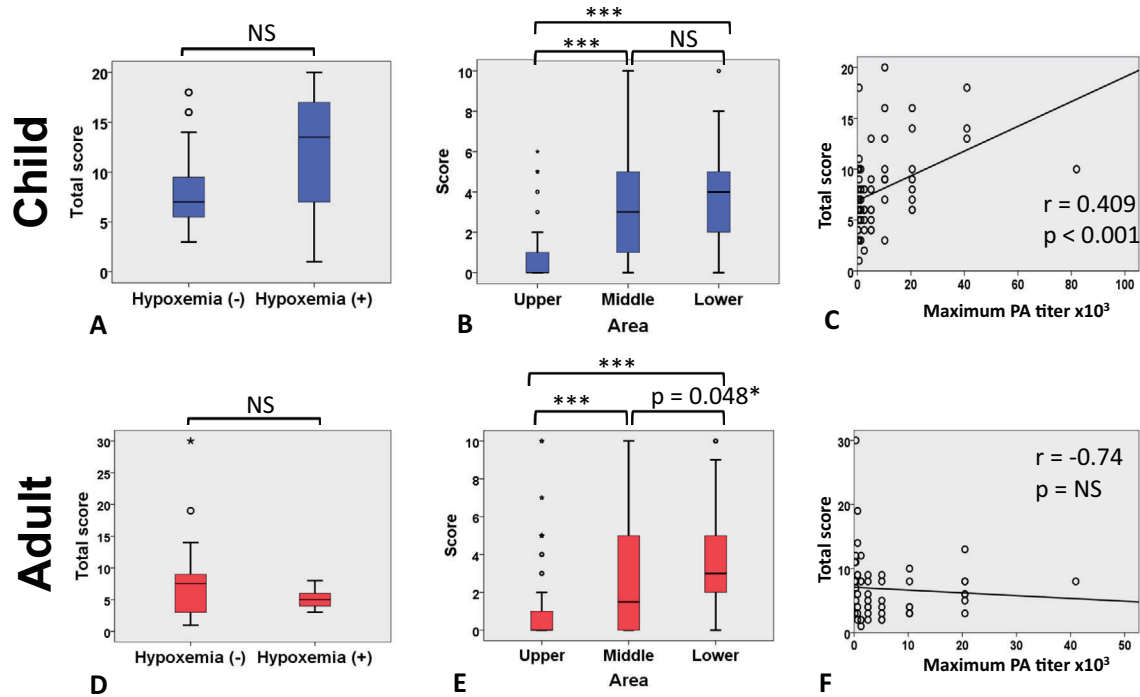 Child
NS
Total score
20
15
10
5
0
Hypoxemia (-) Hypoxemia (+)
A
***
*** NS
Score
10
8
6
4
2
0
Upper Middle Lower
Area
B
Total score
20
15
10
5
0
r = 0.409
p < 0.001
0 20 40 60 80 100
Maximum PA titer x10³
C
Adult
NS
Total score
30
25
20
15
10
5
0
Hypoxemia (-) Hypoxemia (+)
D
***
*** p = 0.048*
Score
10
8
6
4
2
0
Upper Middle Lower
Area
E
Total score
30
20
10
0
r = -0.74
p = NS
0 10 20 30 40 50
Maximum PA titer x10³
F